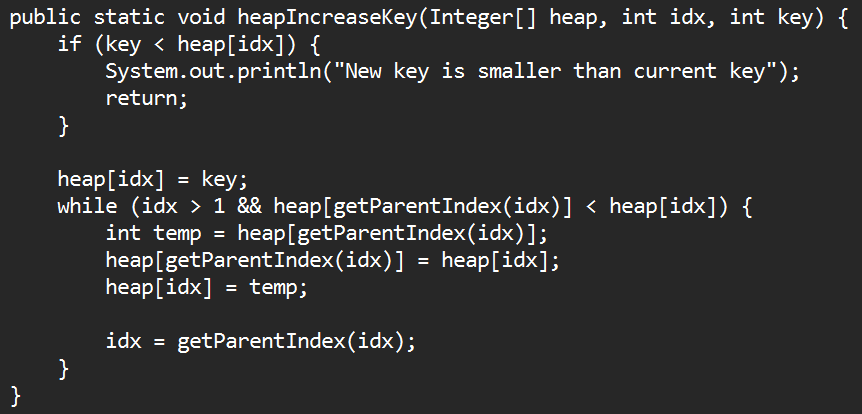 public static void heapIncreaseKey(Integer[] heap, int idx, int key) {
    if (key < heap[idx]) {
        System.out.println("New key is smaller than current key");
        return;
    }

    heap[idx] = key;
    while (idx > 1 && heap[getParentIndex(idx)] < heap[idx]) {
        int temp = heap[getParentIndex(idx)];
        heap[getParentIndex(idx)] = heap[idx];
        heap[idx] = temp;

        idx = getParentIndex(idx);
    }
}